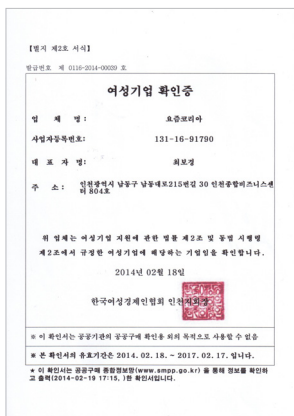 【별지 제2호 서식】
발급번호 제 0116-2014-00039 호
여성기업 확인증
업 체 명: 요즘코리아
사업자등록번호: 131-16-91790
대 표 자 명: 최보경
주 소 : 인천광역시 남동구 남동대로215번길 30 인천종합비즈니스센
터 804호
위 업체는 여성기업 지원에 관한 법률 제2조 및 동법 시행령
제2조에서 규정한 여성기업에 해당하는 기업임을 확인합니다.
2014년 02월 18일
한국여성경제인협회 인천지회장
※ 이 확인서는 공공기관의 공공구매 확인용 외의 목적으로 사용할 수 없음
※ 본 확인서의 유효기간은 2014. 02. 18. ~ 2017. 02. 17. 입니다.
★ 이 확인서는 공공구매 종합정보망(www.smpp.go.kr) 을 통해 정보를 확인하
고 출력(2014-02-19 17:15, )한 확인서입니다.